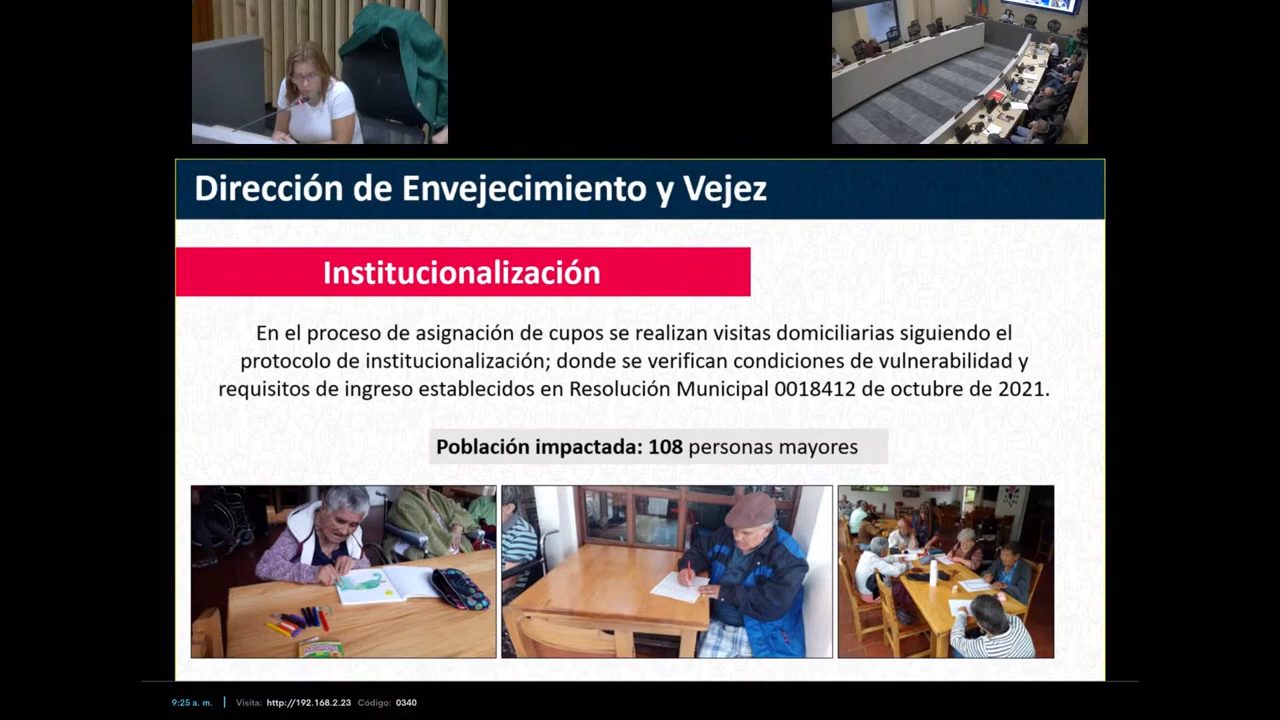 Dirección de Envejecimiento y Vejez
Institucionalización
En el proceso de asignación de cupos se realizan visitas domiciliarias siguiendo el
protocolo de institucionalización; donde se verifican condiciones de vulnerabilidad y
requisitos de ingreso establecidos en Resolución Municipal 0018412 de octubre de 2021.
Población impactada: 108 personas mayores
9:25 a. m. | Visita: http://192.168.2.23 Código: 0340